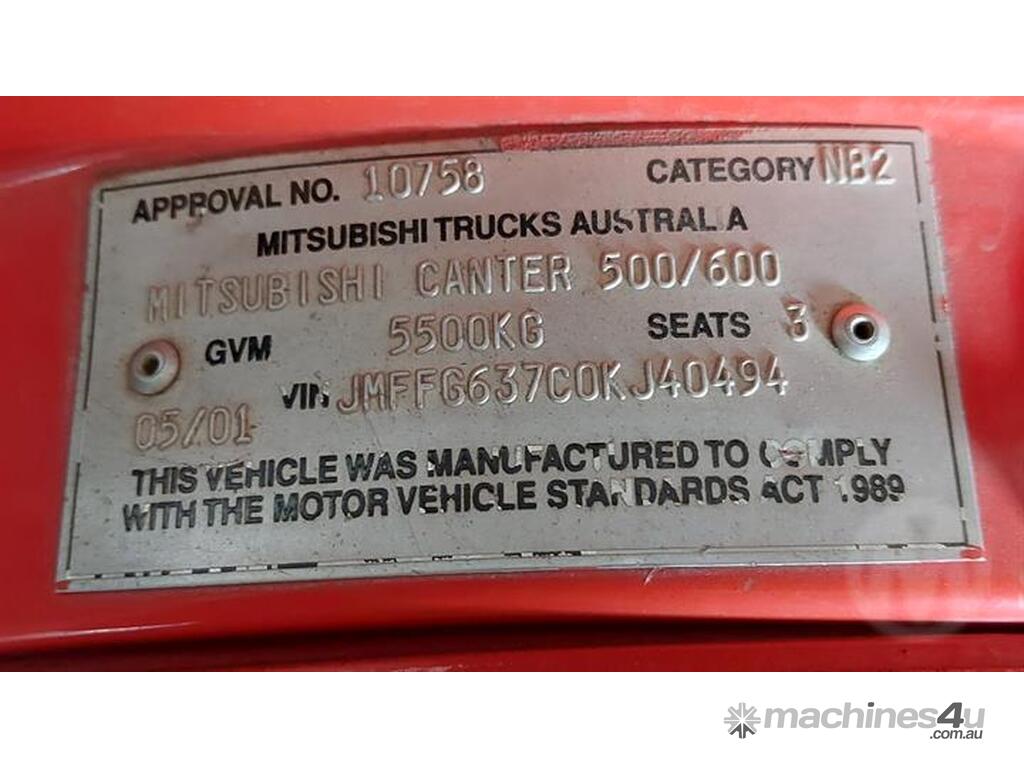 APPROVAL NO. 10758 CATEGORY NB2
MITSUBISHI TRUCKS AUSTRALIA
MITSUBISHI CANTER 500/600
GVM 5500KG SEATS 3
VIN JMFFG637C0KJ40494
05/01
THIS VEHICLE WAS MANUFACTURED TO COMPLY
WITH THE MOTOR VEHICLE STANDARDS ACT 1989
machines4u
.com.au